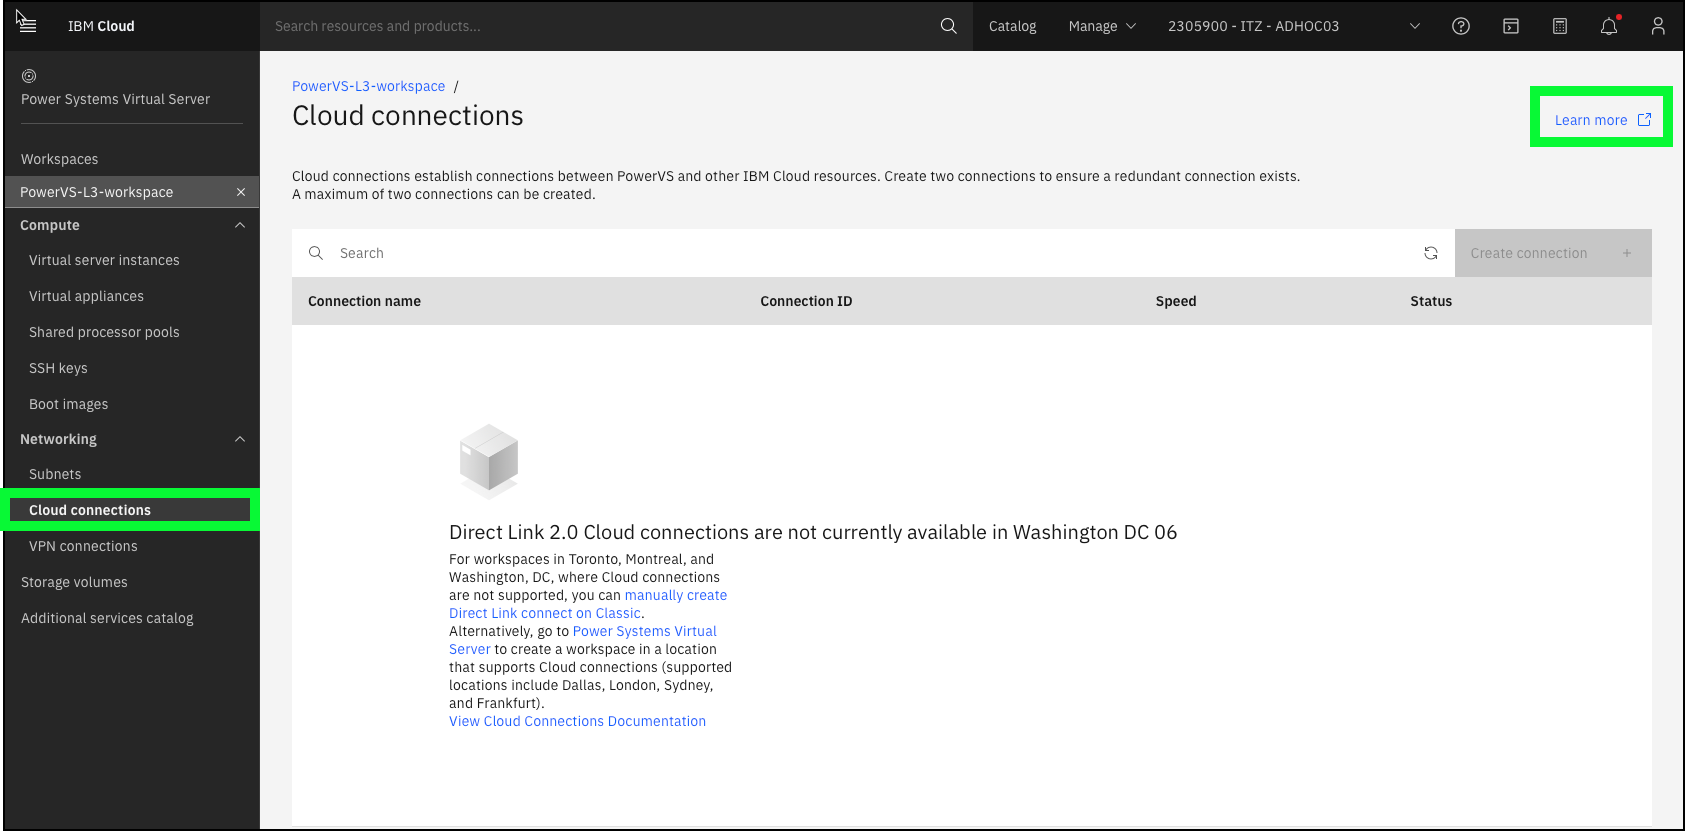 IBM Cloud
Search resources and products...
Catalog
Manage
2305900 - ITZ - ADHOC03
Power Systems Virtual Server
Workspaces
PowerVS-L3-workspace
Compute
Virtual server instances
Virtual appliances
Shared processor pools
SSH keys
Boot images
Networking
Subnets
Cloud connections
VPN connections
Storage volumes
Additional services catalog
PowerVS-L3-workspace /
Cloud connections
Learn more
Cloud connections establish connections between PowerVS and other IBM Cloud resources. Create two connections to ensure a redundant connection exists.
A maximum of two connections can be created.
Search
Create connection +
Connection name
Connection ID
Speed
Status
Direct Link 2.0 Cloud connections are not currently available in Washington DC 06
For workspaces in Toronto, Montreal, and
Washington, DC, where Cloud connections
are not supported, you can manually create
Direct Link connect on Classic.
Alternatively, go to Power Systems Virtual
Server to create a workspace in a location
that supports Cloud connections (supported
locations include Dallas, London, Sydney,
and Frankfurt).
View Cloud Connections Documentation